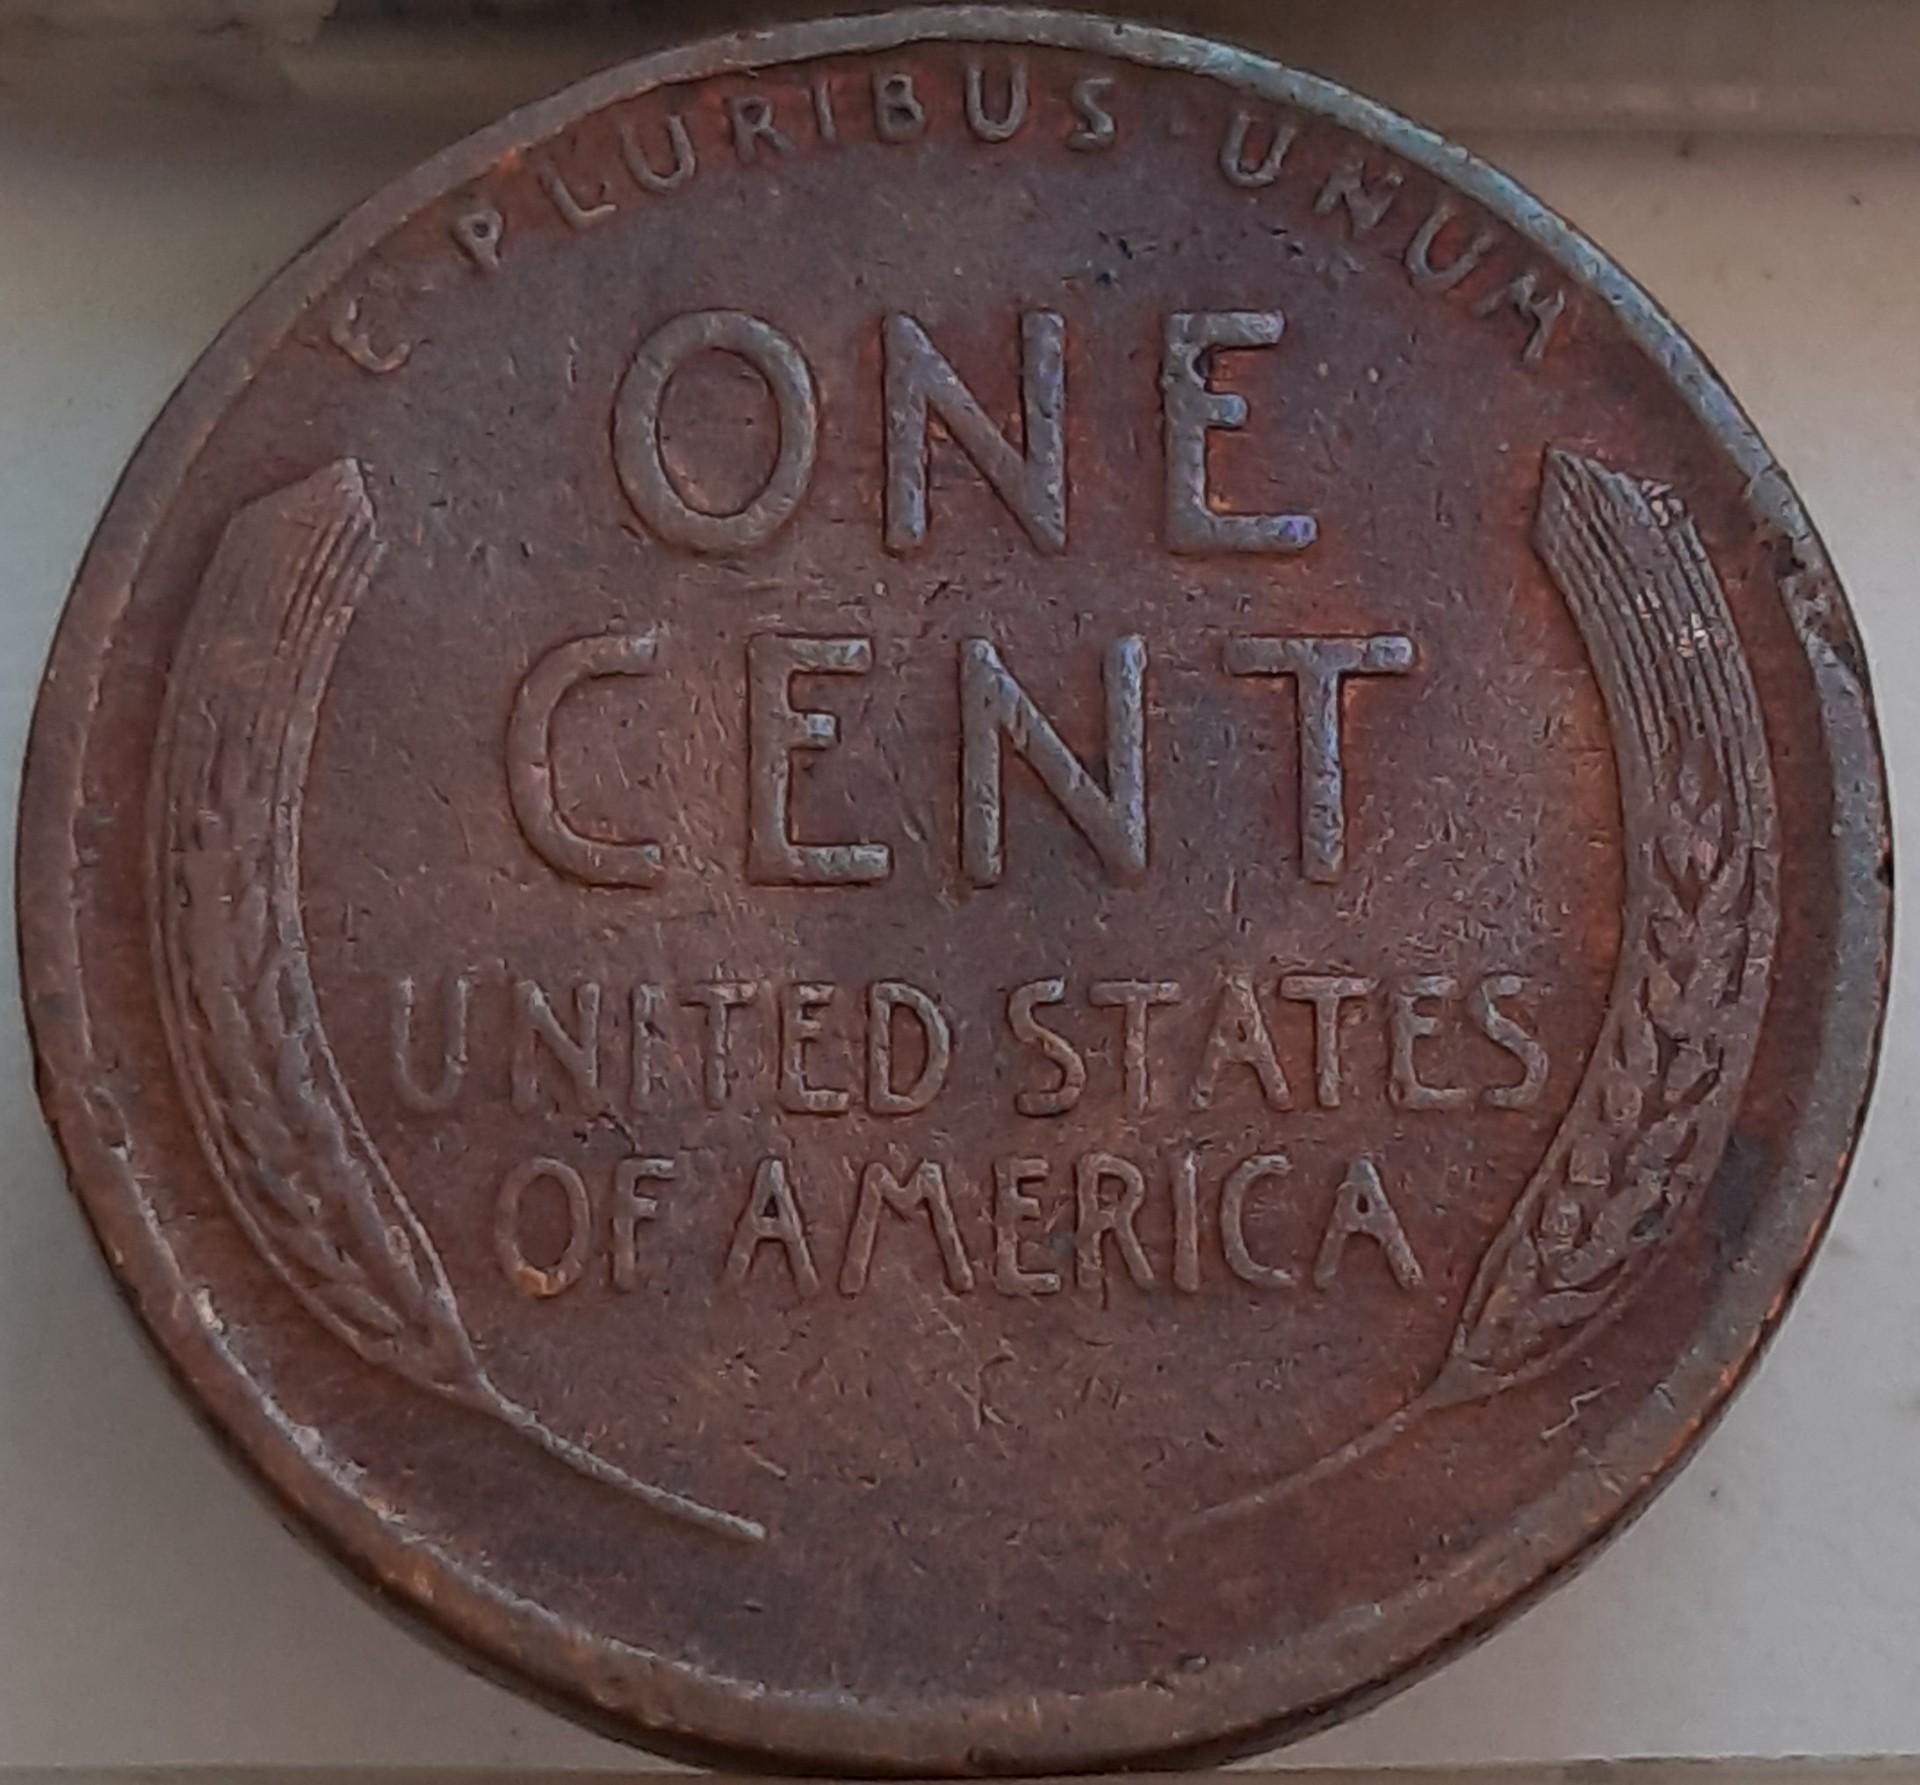 E·PLURIBUS·UNUM
ONE
CENT
UNITED STATES
OF AMERICA